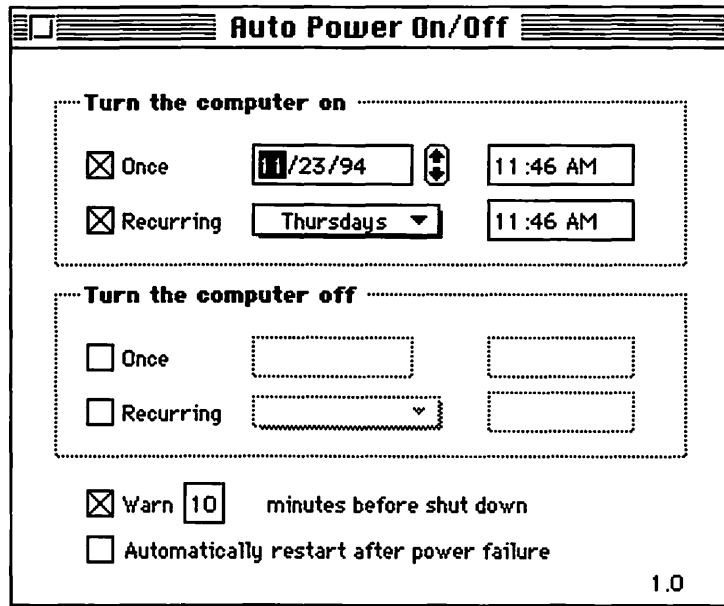 Auto Power On/Off
Turn the computer on
Once 11/23/94 11:46 AM
Recurring Thursdays 11:46 AM
Turn the computer off
Once
Recurring
Warn 10 minutes before shut down
Automatically restart after power failure
1.0